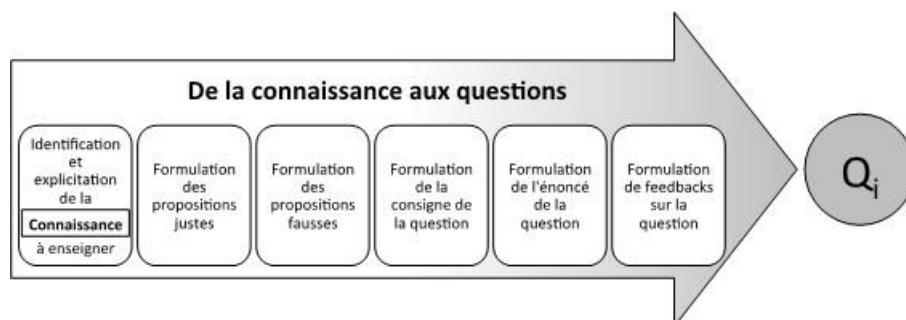 De la connaissance aux questions
Identification
et
explicitation
de la
Connaissance
à enseigner
Formulation
des
propositions
justes
Formulation
des
propositions
fausses
Formulation
de la
consigne de
la question
Formulation
de l'énoncé
de la
question
Formulation
de feedbacks
sur la
question
Qi